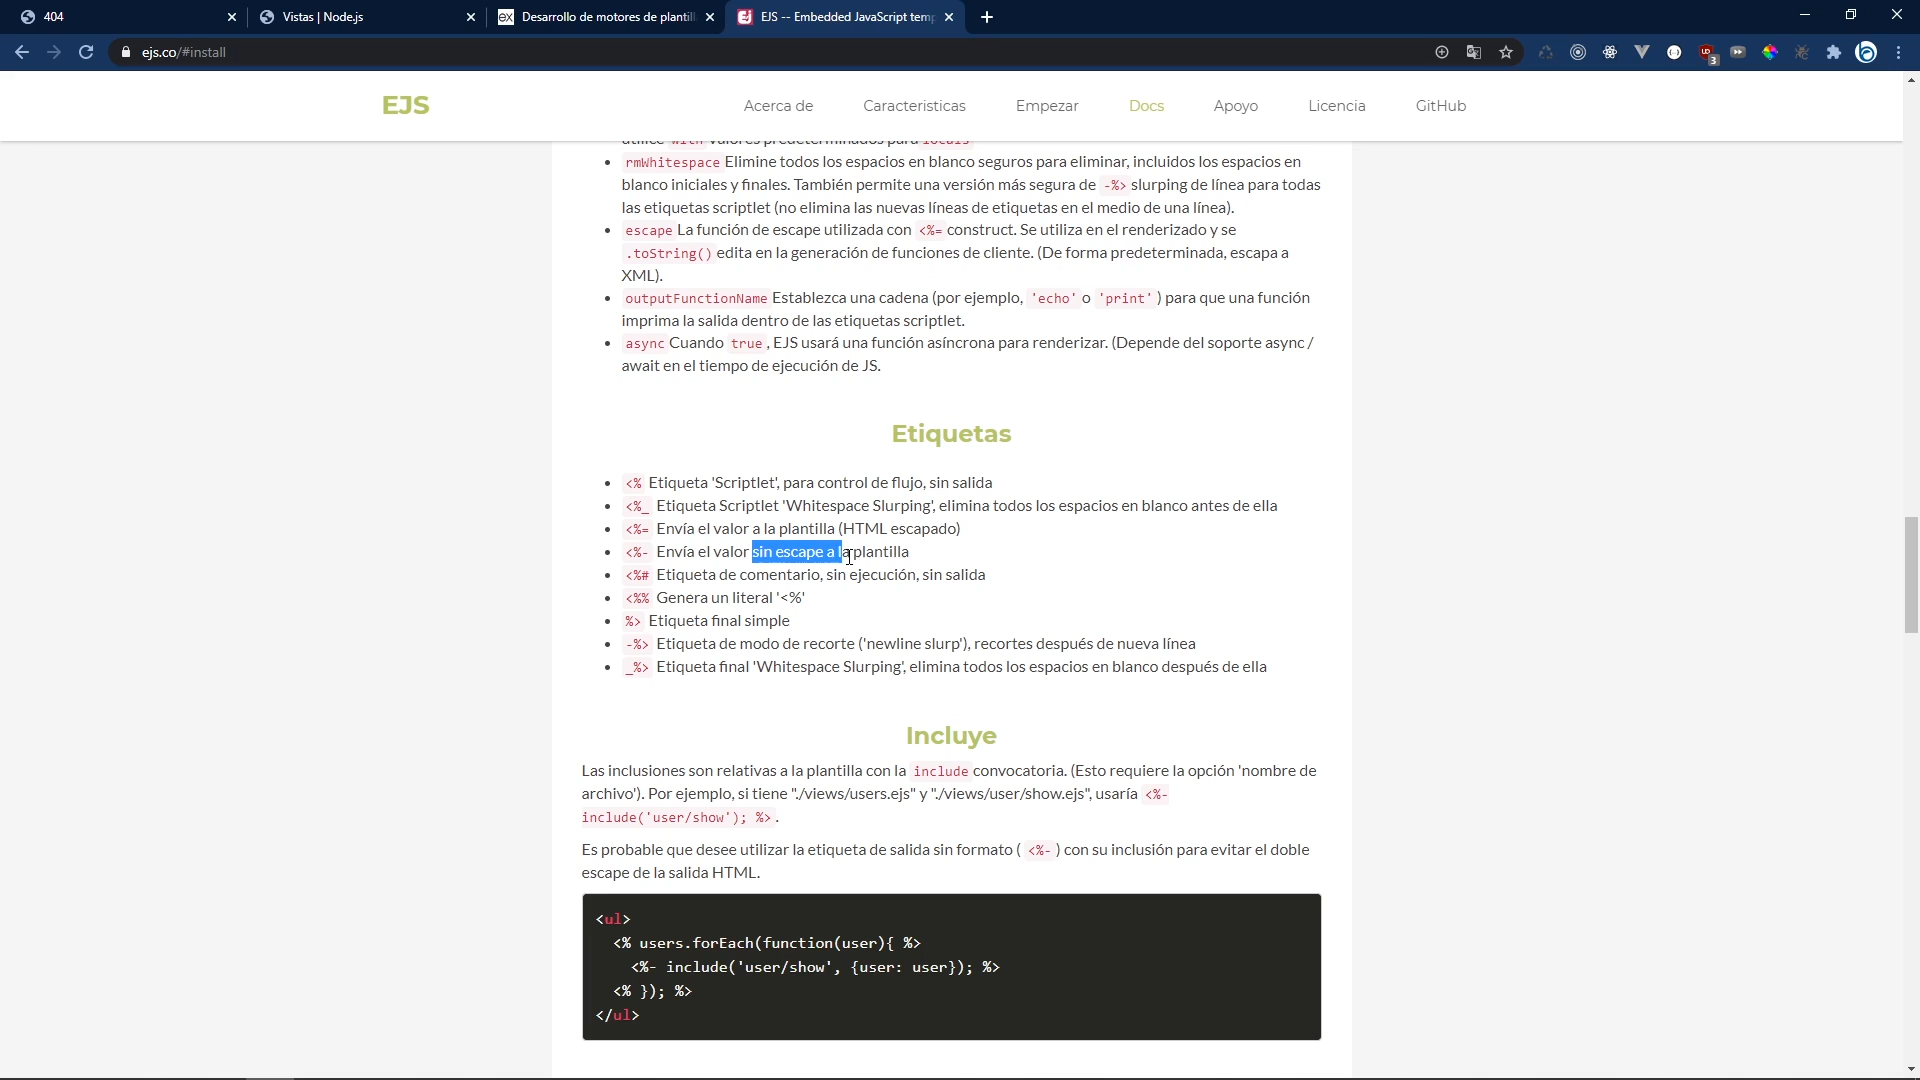 404
Vistas | Node.js
Desarrollo de motores de plantill
EJS -- Embedded JavaScript temp
ejs.co/#install
3
EJS
Acerca de
Caracteristicas
Empezar
Docs
Apoyo
Licencia
GitHub
utilice with valores predeterminados para locals
rmWhitespace Elimine todos los espacios en blanco seguros para eliminar, incluidos los espacios en
blanco iniciales y finales. También permite una versión más segura de -%> slurping de línea para todas
las etiquetas scriptlet (no elimina las nuevas líneas de etiquetas en el medio de una línea).
escape La función de escape utilizada con <%= construct. Se utiliza en el renderizado y se
.toString() edita en la generación de funciones de cliente. (De forma predeterminada, escapa a
XML).
outputFunctionName Establezca una cadena (por ejemplo, 'echo' o 'print' ) para que una función
imprima la salida dentro de las etiquetas scriptlet.
async Cuando true , EJS usará una función asíncrona para renderizar. (Depende del soporte async /
await en el tiempo de ejecución de JS.
Etiquetas
<% Etiqueta 'Scriptlet', para control de flujo, sin salida
<%_ Etiqueta Scriptlet 'Whitespace Slurping', elimina todos los espacios en blanco antes de ella
<%= Envía el valor a la plantilla (HTML escapado)
<%- Envía el valor sin escape a la plantilla
<%# Etiqueta de comentario, sin ejecución, sin salida
<%% Genera un literal '<%'
%> Etiqueta final simple
-%> Etiqueta de modo de recorte ('newline slurp'), recortes después de nueva línea
_%> Etiqueta final 'Whitespace Slurping', elimina todos los espacios en blanco después de ella
Incluye
Las inclusiones son relativas a la plantilla con la include convocatoria. (Esto requiere la opción 'nombre de
archivo'). Por ejemplo, si tiene "./views/users.ejs" y "./views/user/show.ejs", usaría <%-
include('user/show'); %> .
Es probable que desee utilizar la etiqueta de salida sin formato ( <%- ) con su inclusión para evitar el doble
escape de la salida HTML.
<ul>
<% users.forEach(function(user){ %>
<%- include('user/show', {user: user}); %>
<% }); %>
</ul>